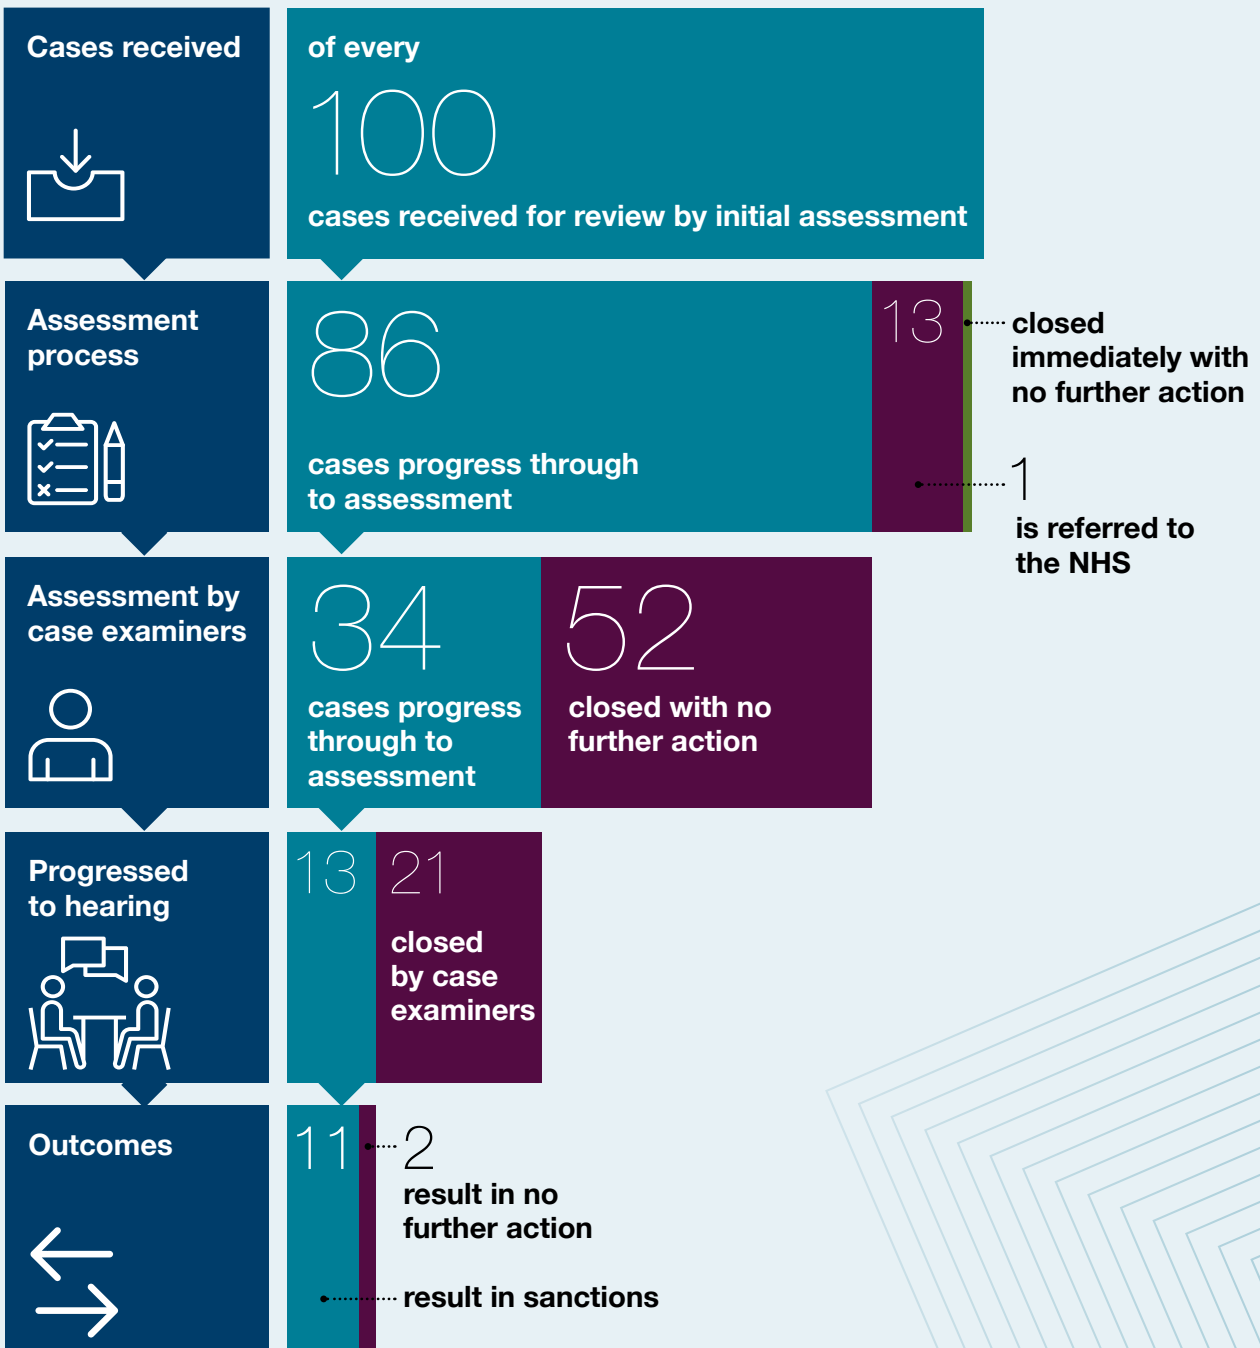 Cases received
of every
100
cases received for review by initial assessment
Assessment
process
86
cases progress through
to assessment
13
closed
immediately with
no further action
1
is referred to
the NHS
Assessment by
case examiners
34
cases progress
through to
assessment
52
closed with no
further action
Progressed
to hearing
13
21
closed
by case
examiners
Outcomes
11
2
result in no
further action
result in sanctions